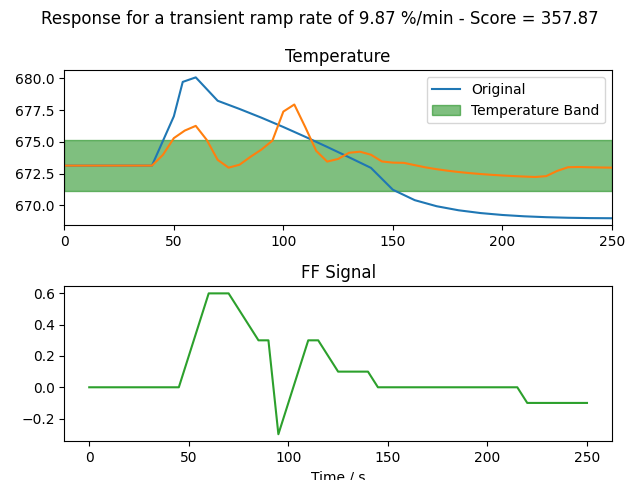 Response for a transient ramp rate of 9.87 %/min - Score = 357.87
Temperature
680.0
677.5
675.0
672.5
670.0
Original
Temperature Band
0 50 100 150 200 250
FF Signal
0.6
0.4
0.2
0.0
−0.2
0 50 100 150 200 250
Time / s